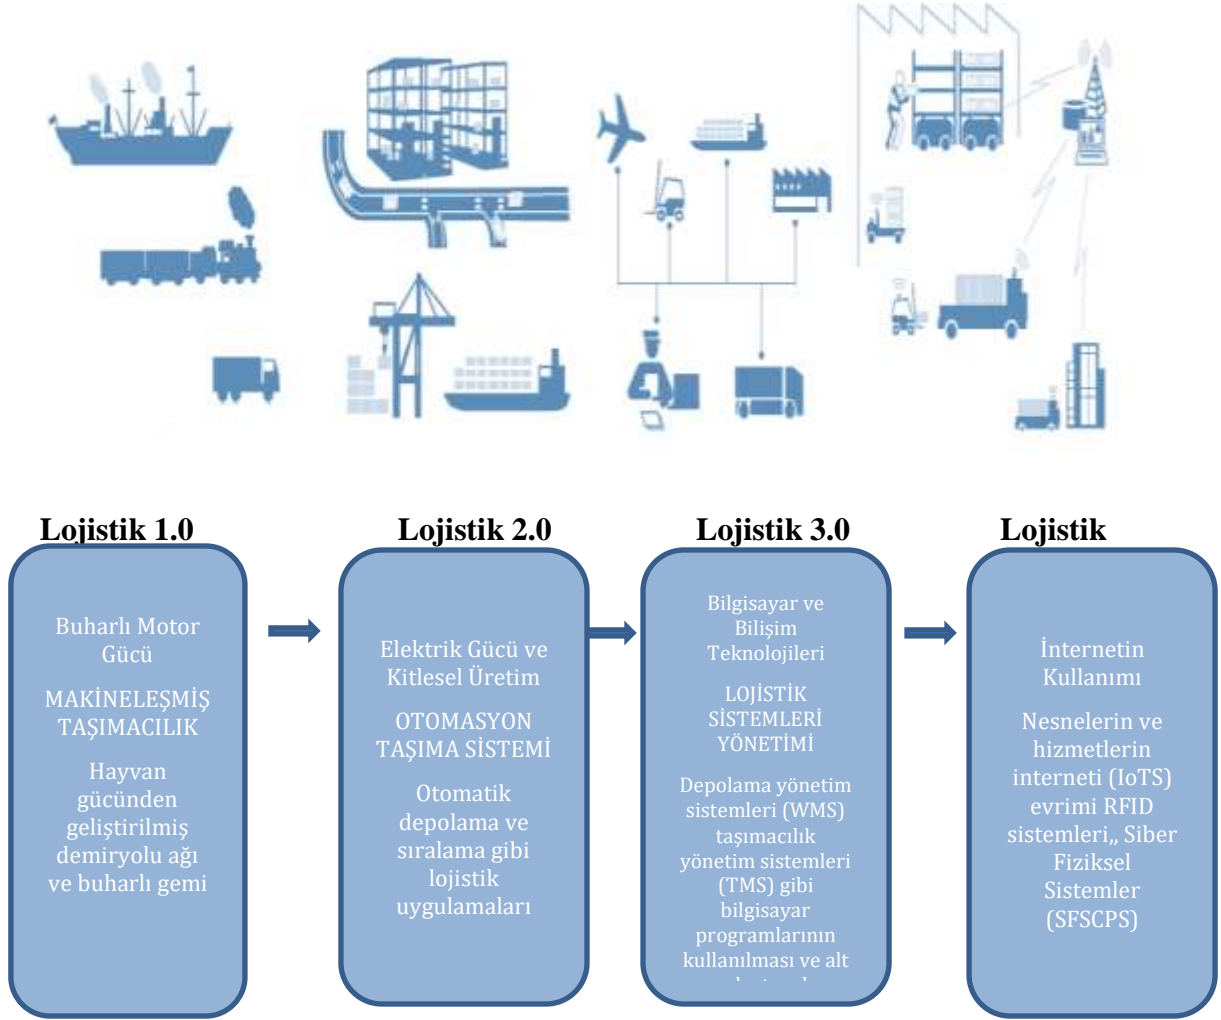 Lojistik 1.0
Lojistik 2.0
Lojistik 3.0
Lojistik
Buharlı Motor
Gücü
MAKİNELEŞMİŞ
TAŞIMACILIK
Hayvan
gücünden
geliştirilmiş
demiryolu ağı
ve buharlı gemi
Elektrik Gücü ve
Kitlesel Üretim
OTOMASYON
TAŞIMA SİSTEMİ
Otomatik
depolama ve
sıralama gibi
lojistik
uygulamaları
Bilgisayar ve
Bilişim
Teknolojileri
LOJİSTİK
SİSTEMLERİ
YÖNETİMİ
Depolama yönetim
sistemleri (WMS)
taşımacılık
yönetim sistemleri
(TMS) gibi
bilgisayar
programlarının
kullanılması ve alt
İnternetin
Kullanımı
Nesnelerin ve
hizmetlerin
interneti (IoTS)
evrimi RFID
sistemleri,, Siber
Fiziksel
Sistemler
(SFSCPS)